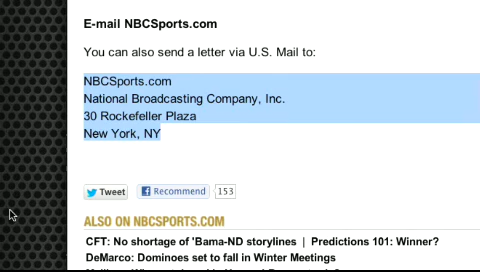 E-mail NBCSports.com
You can also send a letter via U.S. Mail to:
NBCSports.com
National Broadcasting Company, Inc.
30 Rockefeller Plaza
New York, NY
Tweet Recommend 153
ALSO ON NBCSPORTS.COM
CFT: No shortage of 'Bama-ND storylines | Predictions 101: Winner?
DeMarco: Dominoes set to fall in Winter Meetings